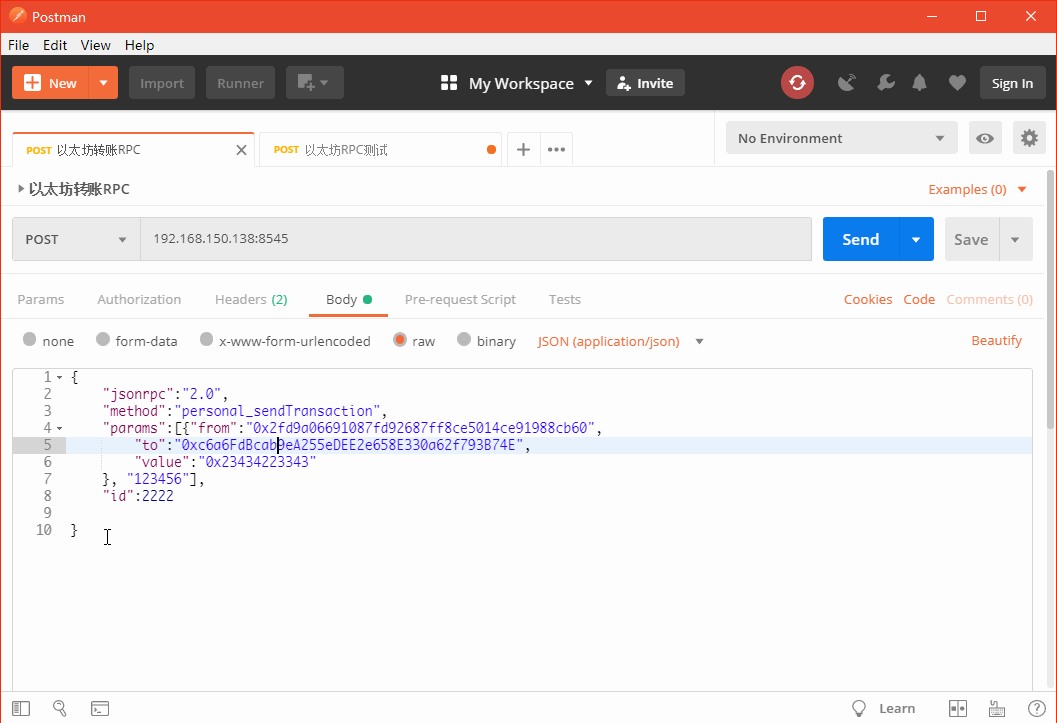 Postman
File Edit View Help
New Import Runner My Workspace Invite Sign In
POST 以太坊转账RPC POST 以太坊RPC测试 No Environment
以太坊转账RPC Examples (0)
POST 192.168.150.138:8545 Send Save
Params Authorization Headers (2) Body Pre-request Script Tests Cookies Code Comments (0)
none form-data x-www-form-urlencoded raw binary JSON (application/json) Beautify
1 {
2 "jsonrpc":"2.0",
3 "method":"personal_sendTransaction",
4 "params":[{"from":"0x2fd9a06691087fd92687ff8ce5014ce91988cb60",
5 "to":"0xc6a6FdBcab9eA255eDEE2e658E330a62f793B74E",
6 "value":"0x23434223343"
7 }, "123456"],
8 "id":2222
9
10 }
Learn